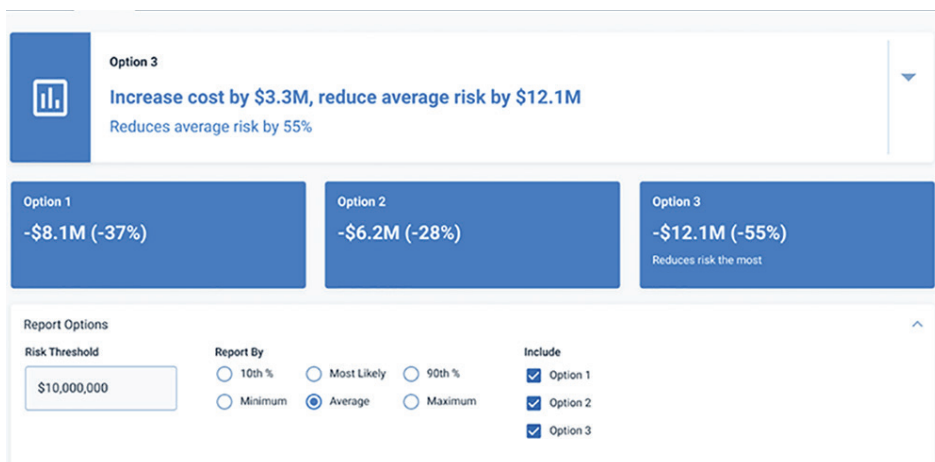 Option 3
Increase cost by $3.3M, reduce average risk by $12.1M
Reduces average risk by 55%
Option 1
-$8.1M (-37%)
Option 2
-$6.2M (-28%)
Option 3
-$12.1M (-55%)
Reduces risk the most
Report Options
Risk Threshold
$10,000,000
Report By
10th % Most Likely 90th %
Minimum Average Maximum
Include
Option 1
Option 2
Option 3